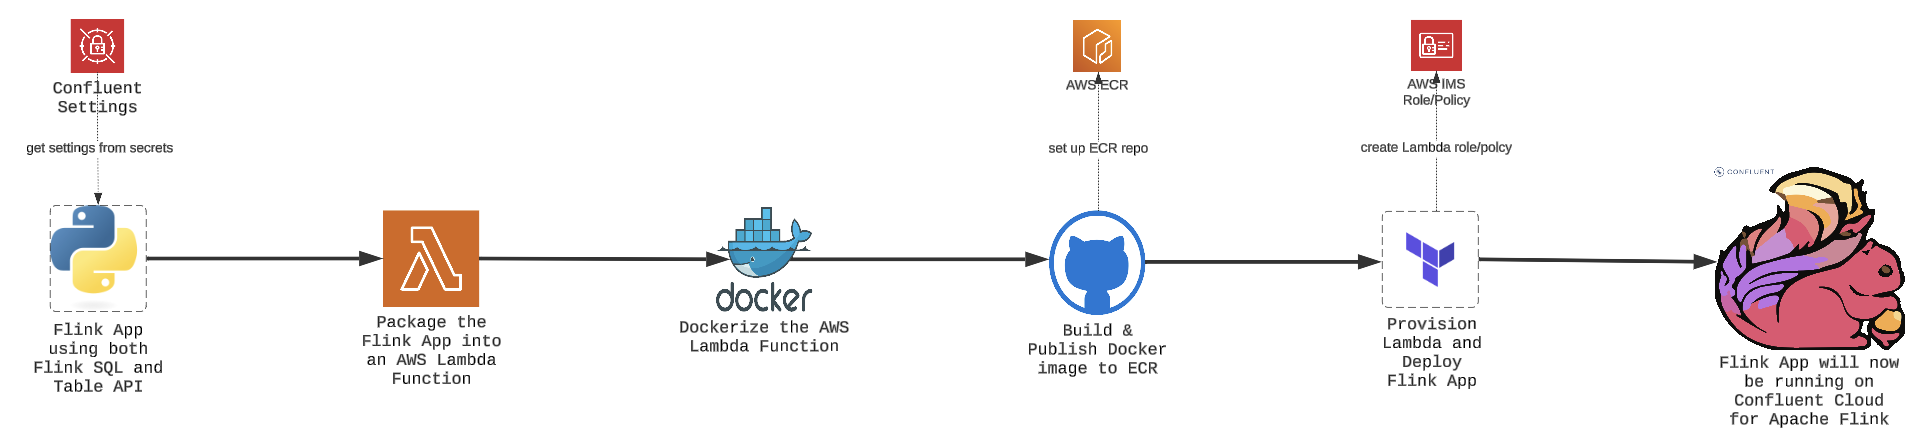 Confluent
Settings
get settings from secrets
Flink App
using both
Flink SQL and
Table API
Package the
Flink App into
an AWS Lambda
Function
docker
Dockerize the AWS
Lambda Function
AWS ECR
set up ECR repo
Build &
Publish Docker
image to ECR
AWS IMS
Role/Policy
create Lambda role/polcy
Provision
Lambda and
Deploy
Flink App
CONFLUENT
Flink App will now
be running on
Confluent Cloud
for Apache Flink